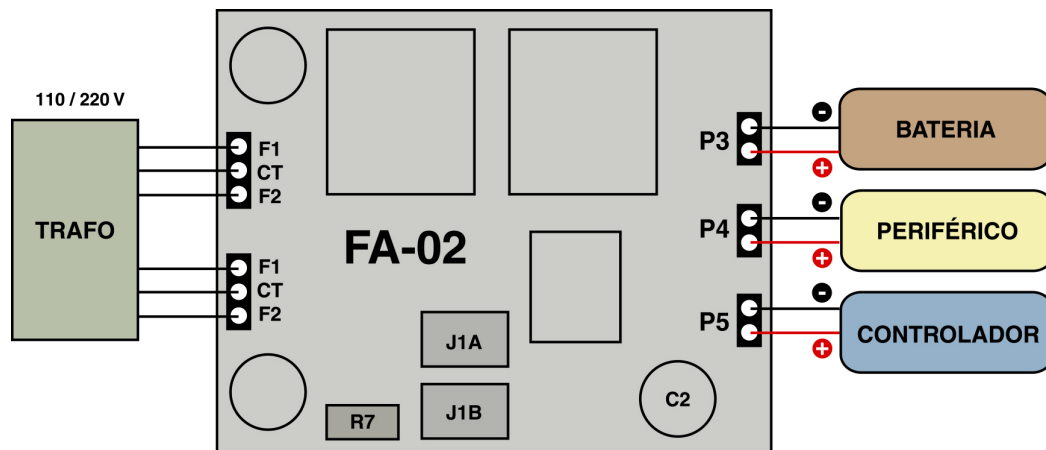 110 / 220 V
TRAFO
F1
CT
F2
F1
CT
F2
FA-02
J1A
J1B
R7
C2
P3
P4
P5
-
BATERIA
+
-
PERIFÉRICO
+
-
CONTROLADOR
+